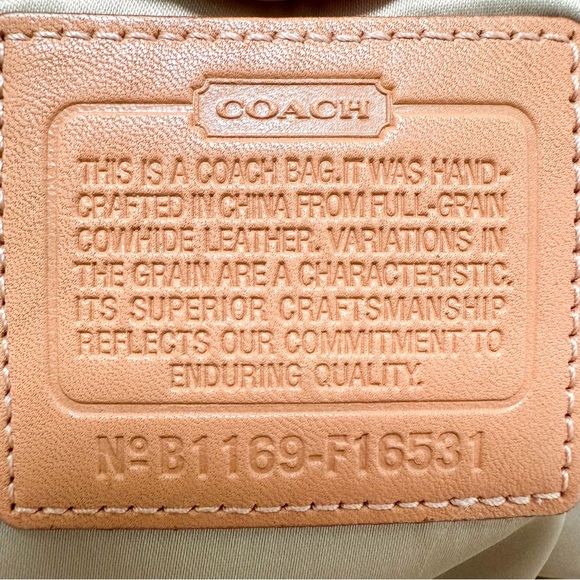 COACH
THIS IS A COACH BAG.IT WAS HAND-
CRAFTED IN CHINA FROM FULL-GRAIN
COWHIDE LEATHER. VARIATIONS IN
THE GRAIN ARE A CHARACTERISTIC.
ITS SUPERIOR CRAFTSMANSHIP
REFLECTS OUR COMMITMENT TO
ENDURING QUALITY.
Nº B1169-F16531